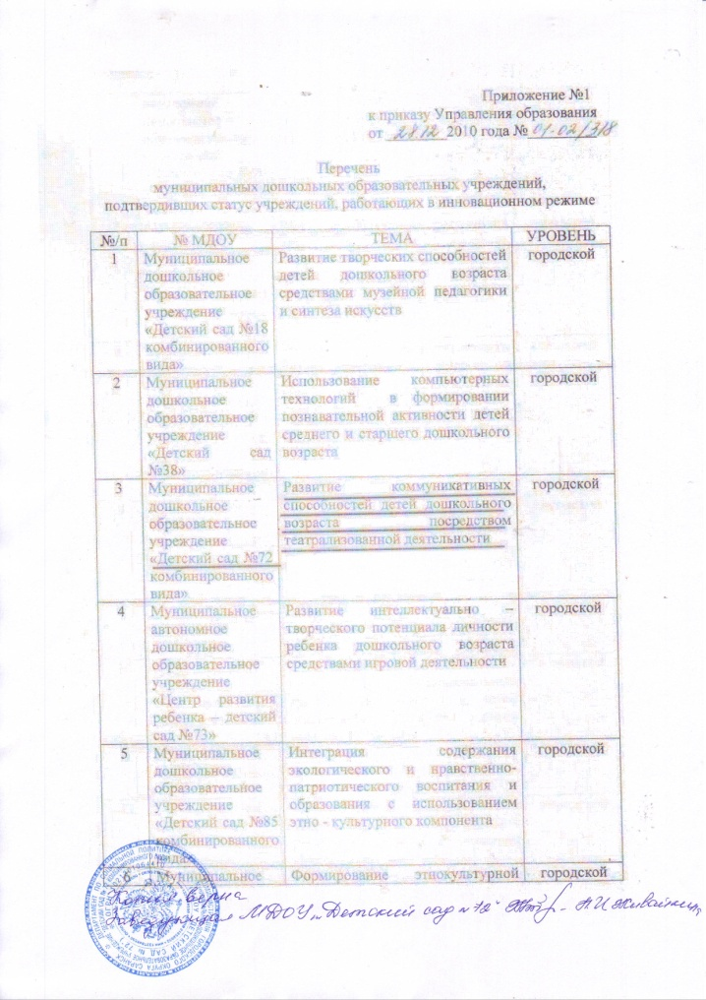 Приложение №1
к приказу Управления образования
от 28.12 2010 года № 01-02/318
Перечень
муниципальных дошкольных образовательных учреждений,
подтвердивших статус учреждений, работающих в инновационном режиме
№/п № МДОУ ТЕМА УРОВЕНЬ
1 Муниципальное Развитие творческих способностей городской
дошкольное детей дошкольного возраста
образовательное средствами музейной педагогики
учреждение и синтеза искусств
«Детский сад №18
комбинированного
вида»
2 Муниципальное Использование компьютерных городской
дошкольное технологий в формировании
образовательное познавательной активности детей
учреждение среднего и старшего дошкольного
«Детский сад возраста
№38»
3 Муниципальное Развитие коммуникативных городской
дошкольное способностей детей дошкольного
образовательное возраста посредством
учреждение театрализованной деятельности
«Детский сад №72
комбинированного
вида»
4 Муниципальное Развитие интеллектуально – городской
автономное творческого потенциала личности
дошкольное ребенка дошкольного возраста
образовательное средствами игровой деятельности
учреждение
«Центр развития
ребенка – детский
сад №73»
5 Муниципальное Интеграция содержания городской
дошкольное экологического и нравственно-
образовательное патриотического воспитания и
учреждение образования с использованием
«Детский сад №85 этно - культурного компонента
комбинированного
вида
6 Муниципальное Формирование этнокультурной городской
Копия верна
Заведующая МДОУ „Детский сад №72"